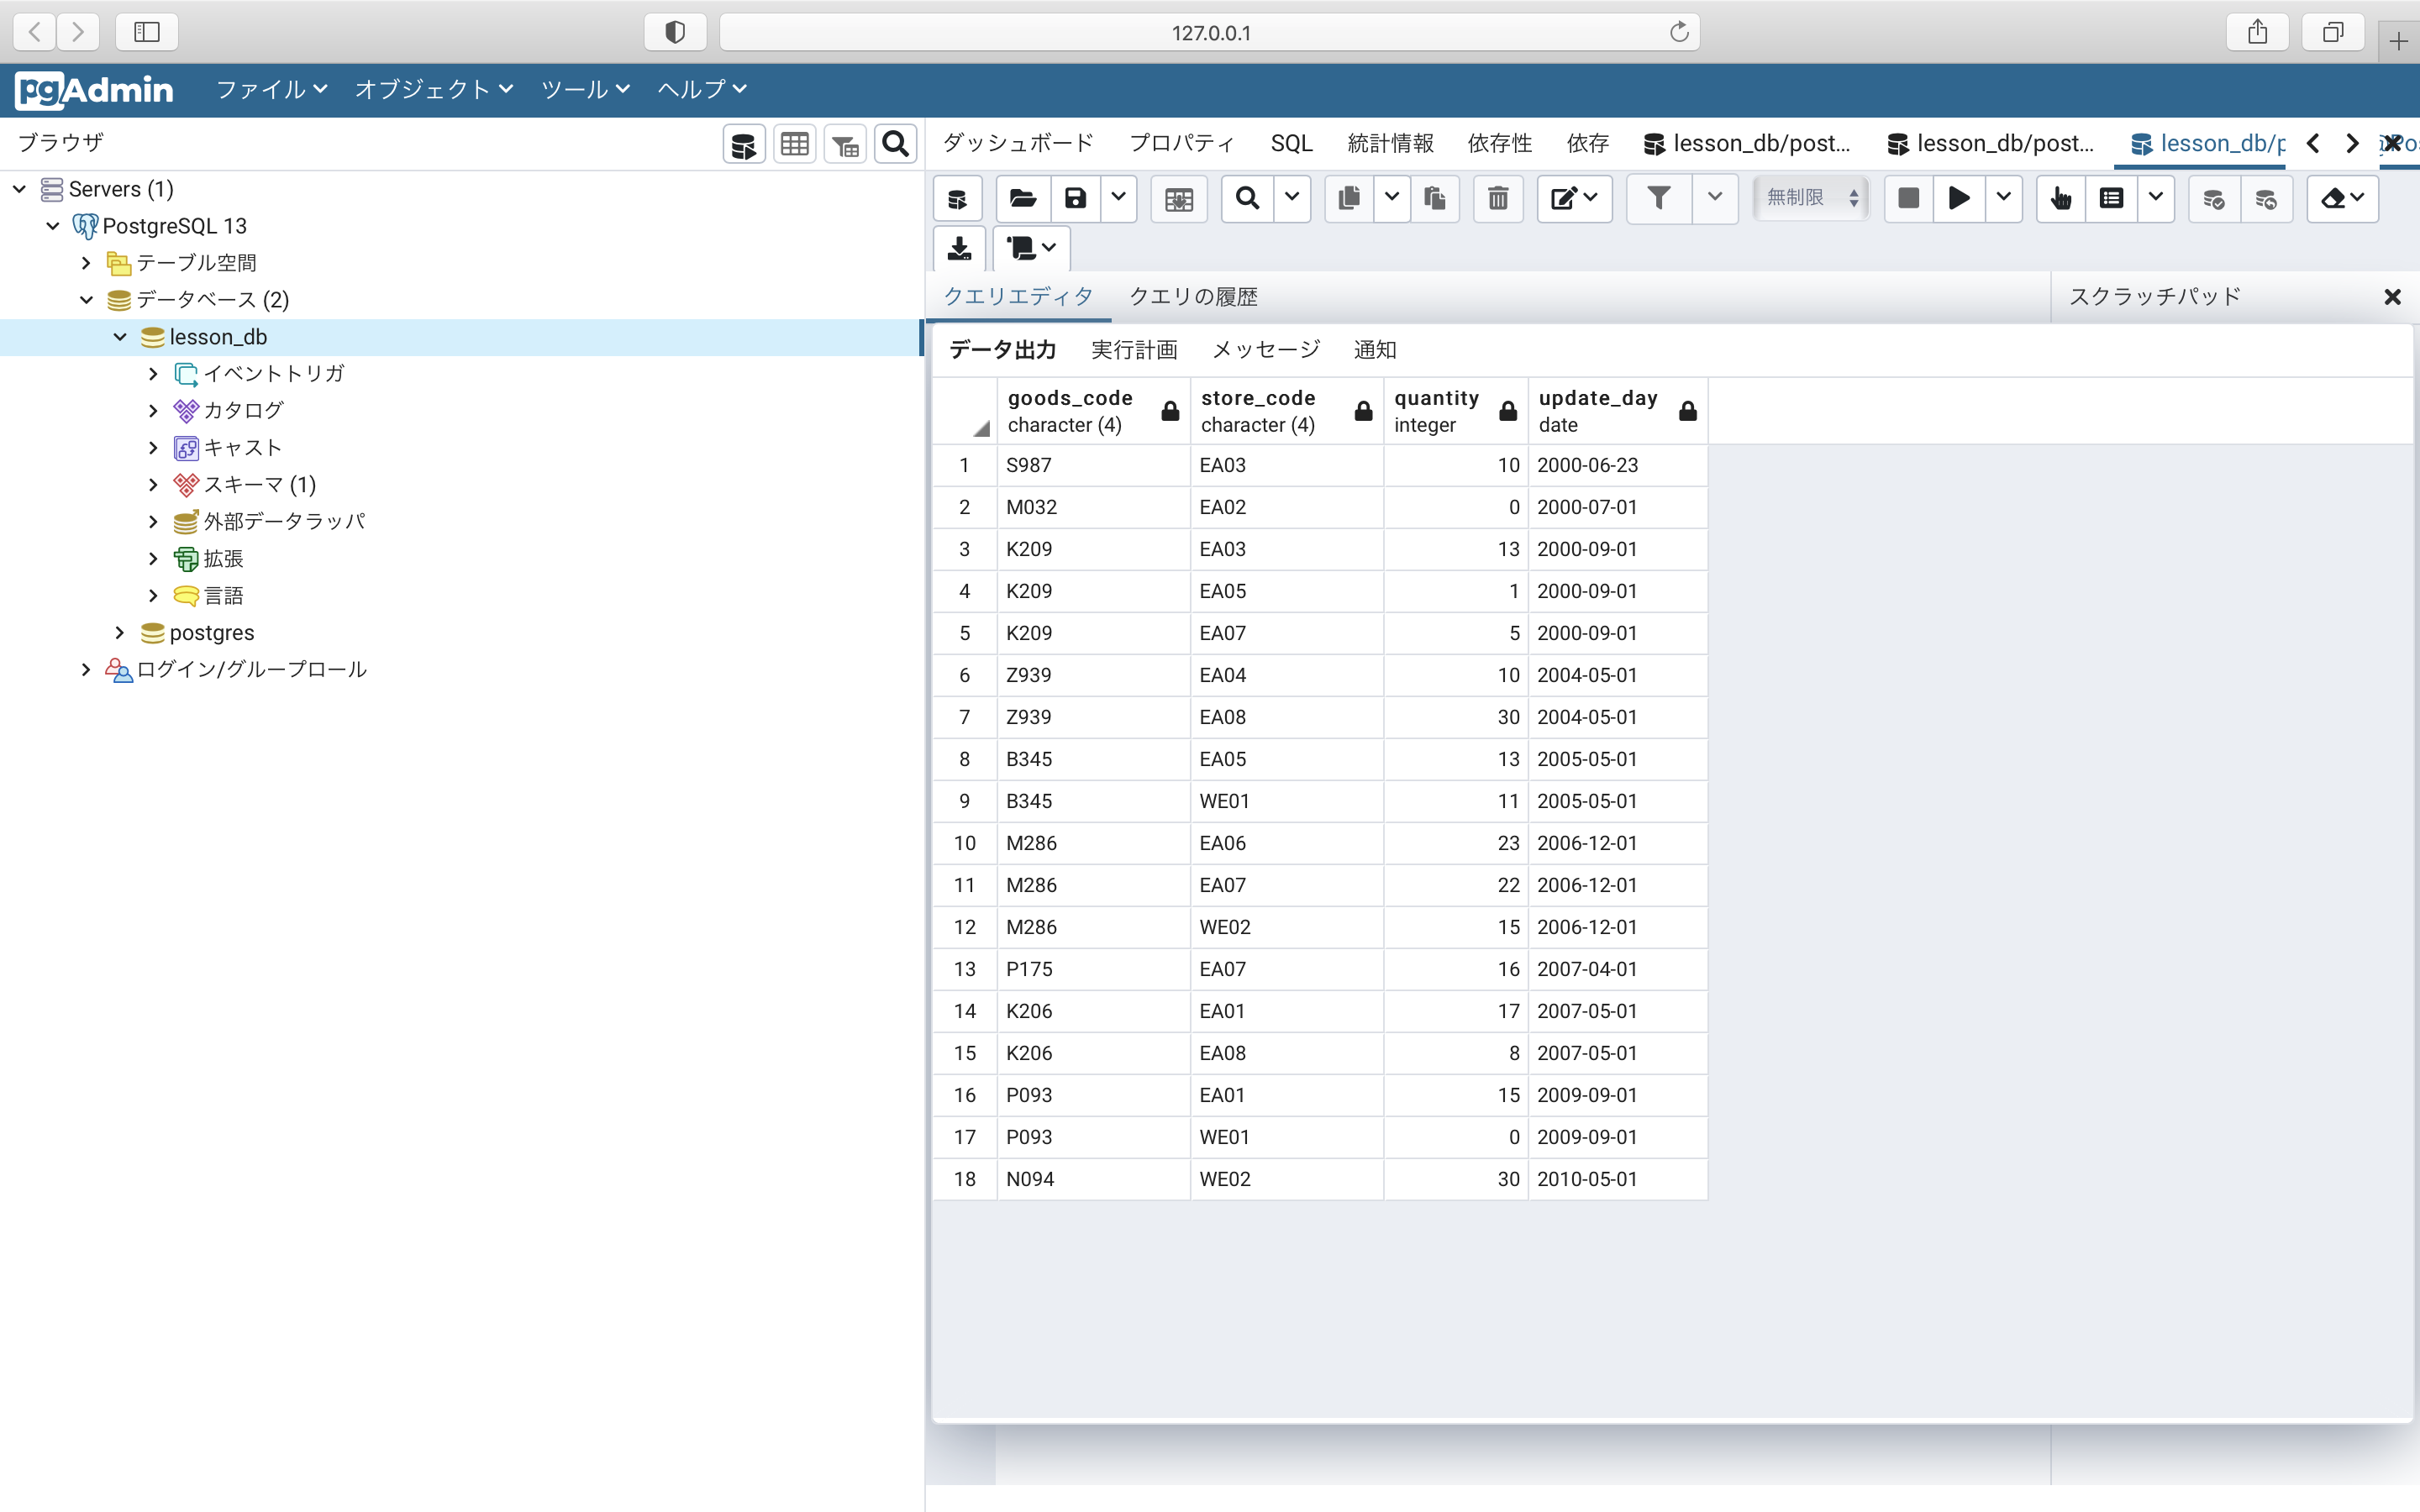 127.0.0.1
pgAdmin ファイル オブジェクト ツール ヘルプ
ブラウザ
Servers (1)
PostgreSQL 13
テーブル空間
データベース (2)
lesson_db
イベントトリガ
カタログ
キャスト
スキーマ (1)
外部データラッパ
拡張
言語
postgres
ログイン/グループロール
ダッシュボード プロパティ SQL 統計情報 依存性 依存 lesson_db/post... lesson_db/post... lesson_db/p
無制限
クエリエディタ クエリの履歴 スクラッチパッド
データ出力 実行計画 メッセージ 通知
goods_code store_code quantity update_day
character (4) character (4) integer date
1 S987 EA03 10 2000-06-23
2 M032 EA02 0 2000-07-01
3 K209 EA03 13 2000-09-01
4 K209 EA05 1 2000-09-01
5 K209 EA07 5 2000-09-01
6 Z939 EA04 10 2004-05-01
7 Z939 EA08 30 2004-05-01
8 B345 EA05 13 2005-05-01
9 B345 WE01 11 2005-05-01
10 M286 EA06 23 2006-12-01
11 M286 EA07 22 2006-12-01
12 M286 WE02 15 2006-12-01
13 P175 EA07 16 2007-04-01
14 K206 EA01 17 2007-05-01
15 K206 EA08 8 2007-05-01
16 P093 EA01 15 2009-09-01
17 P093 WE01 0 2009-09-01
18 N094 WE02 30 2010-05-01